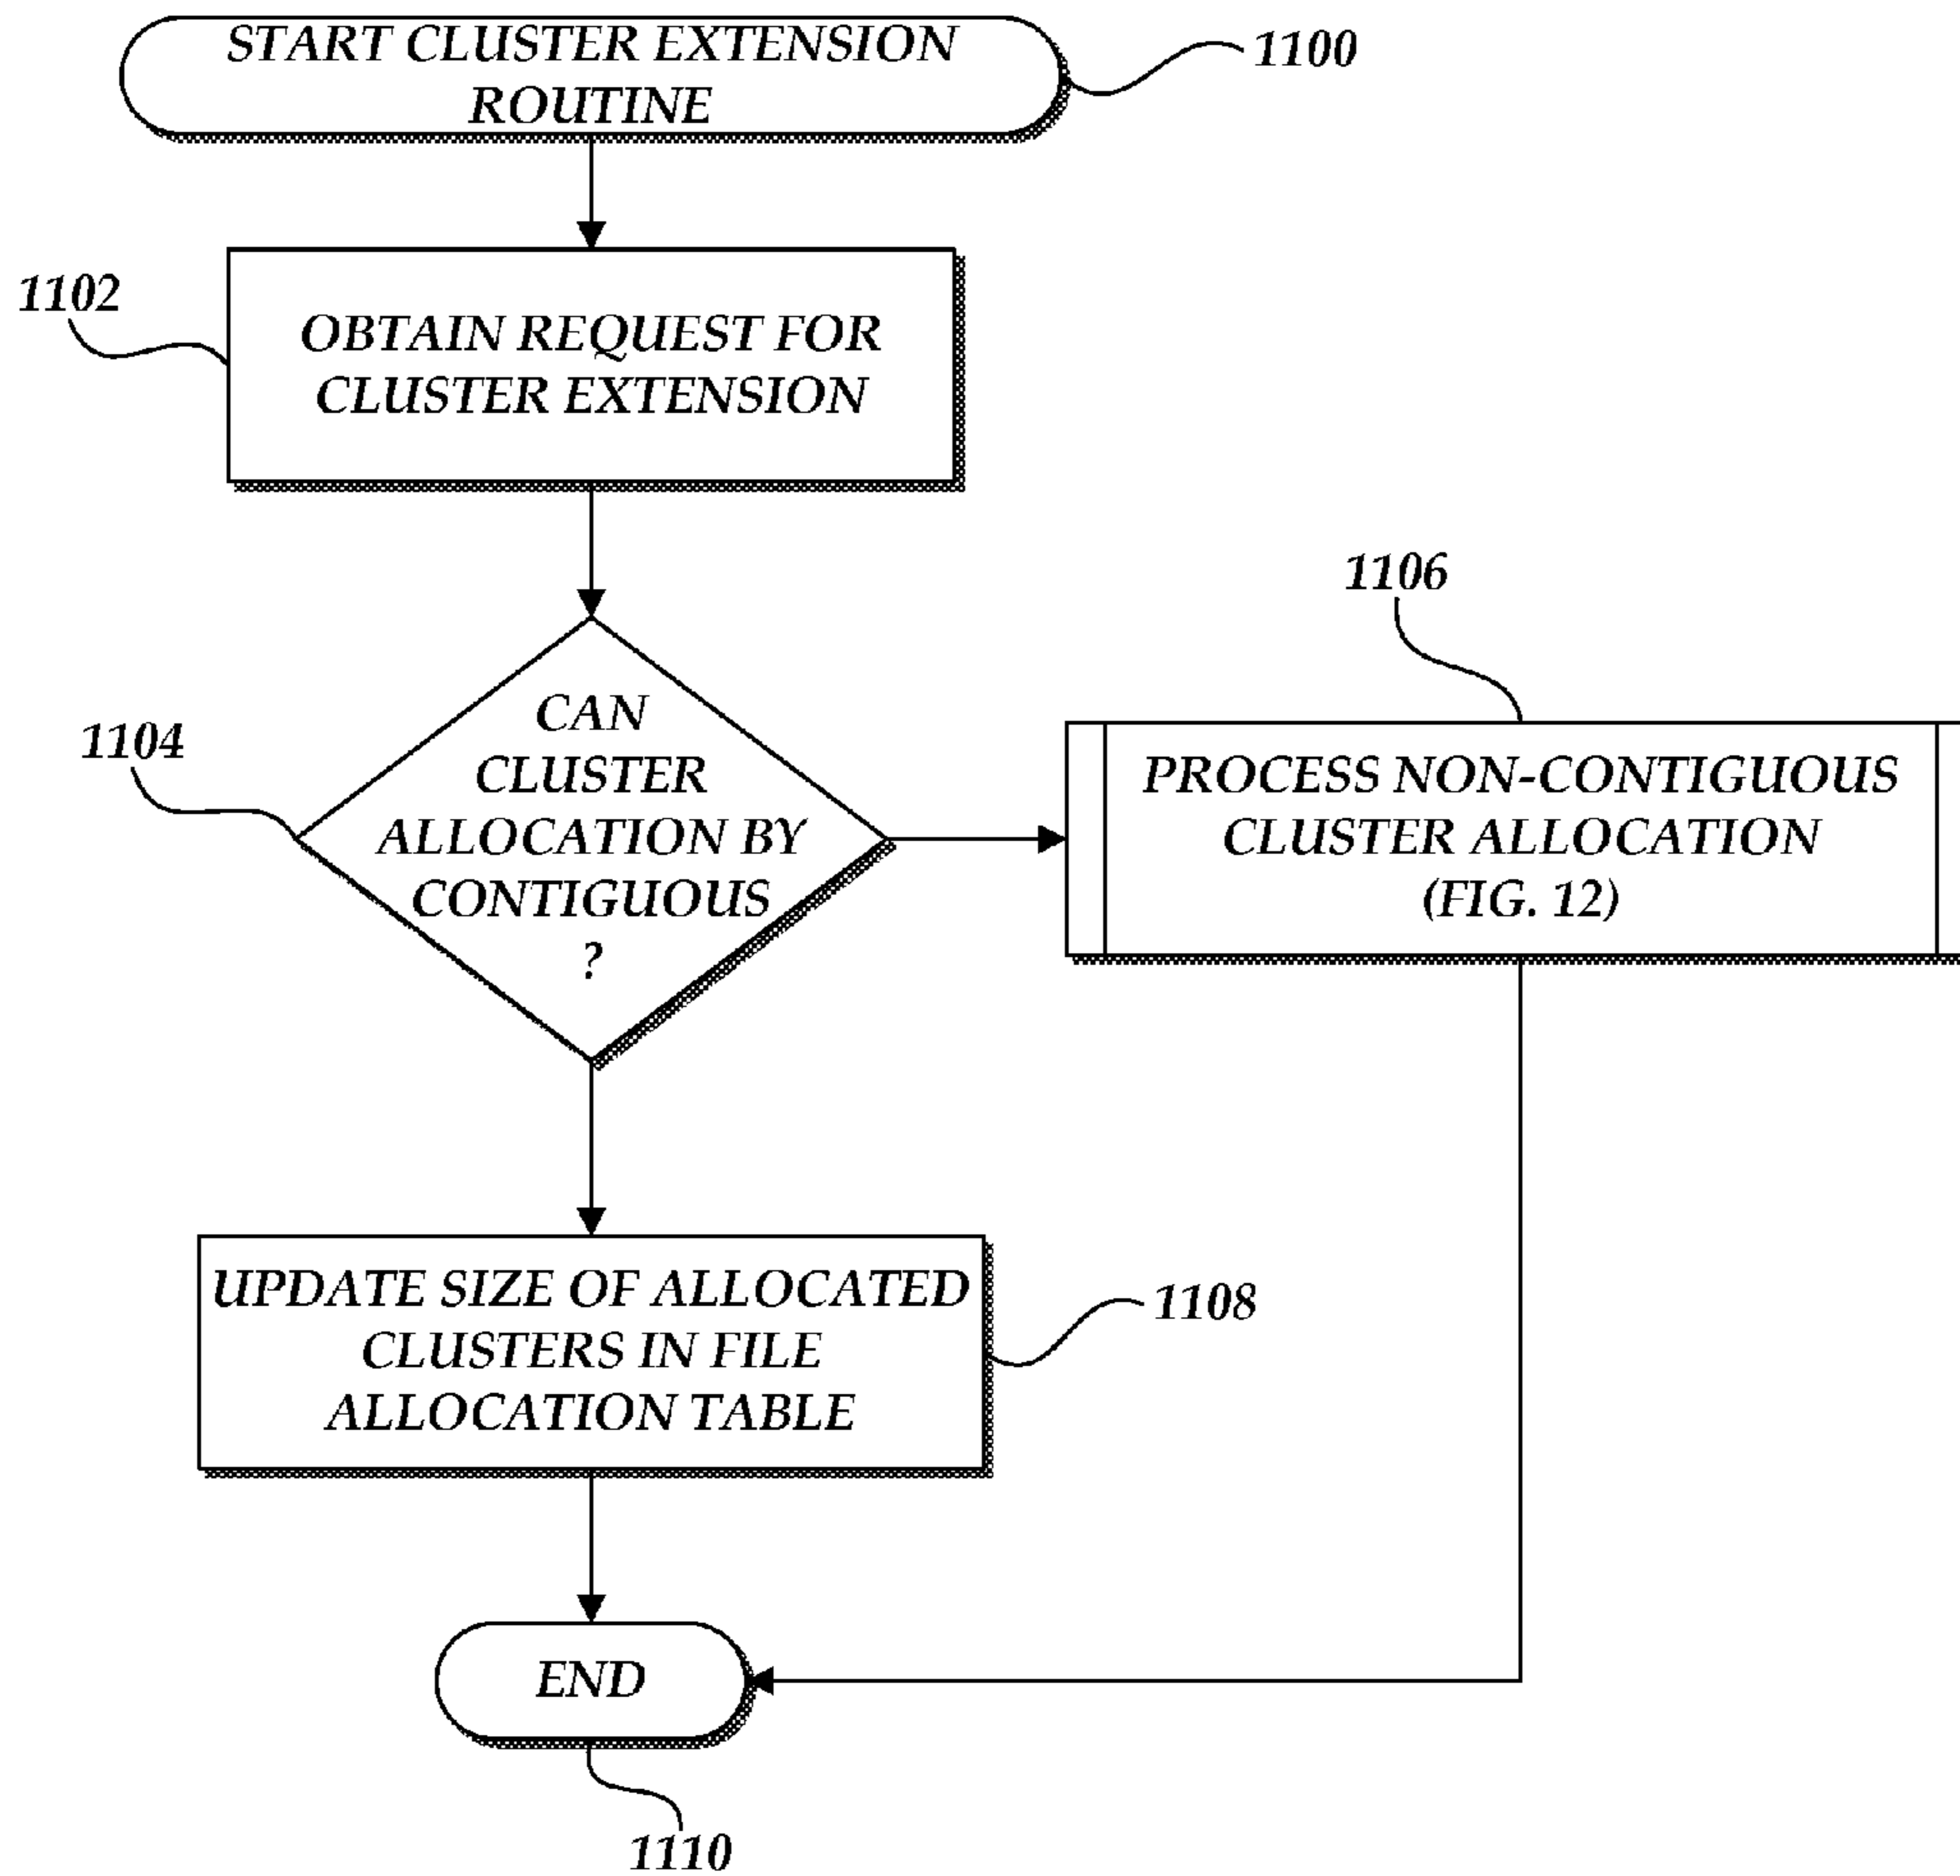 START CLUSTER EXTENSION
ROUTINE
1100
1102
OBTAIN REQUEST FOR
CLUSTER EXTENSION
1104
CAN
CLUSTER
ALLOCATION BY
CONTIGUOUS
?
1106
PROCESS NON-CONTIGUOUS
CLUSTER ALLOCATION
(FIG. 12)
UPDATE SIZE OF ALLOCATED
CLUSTERS IN FILE
ALLOCATION TABLE
1108
END
1110